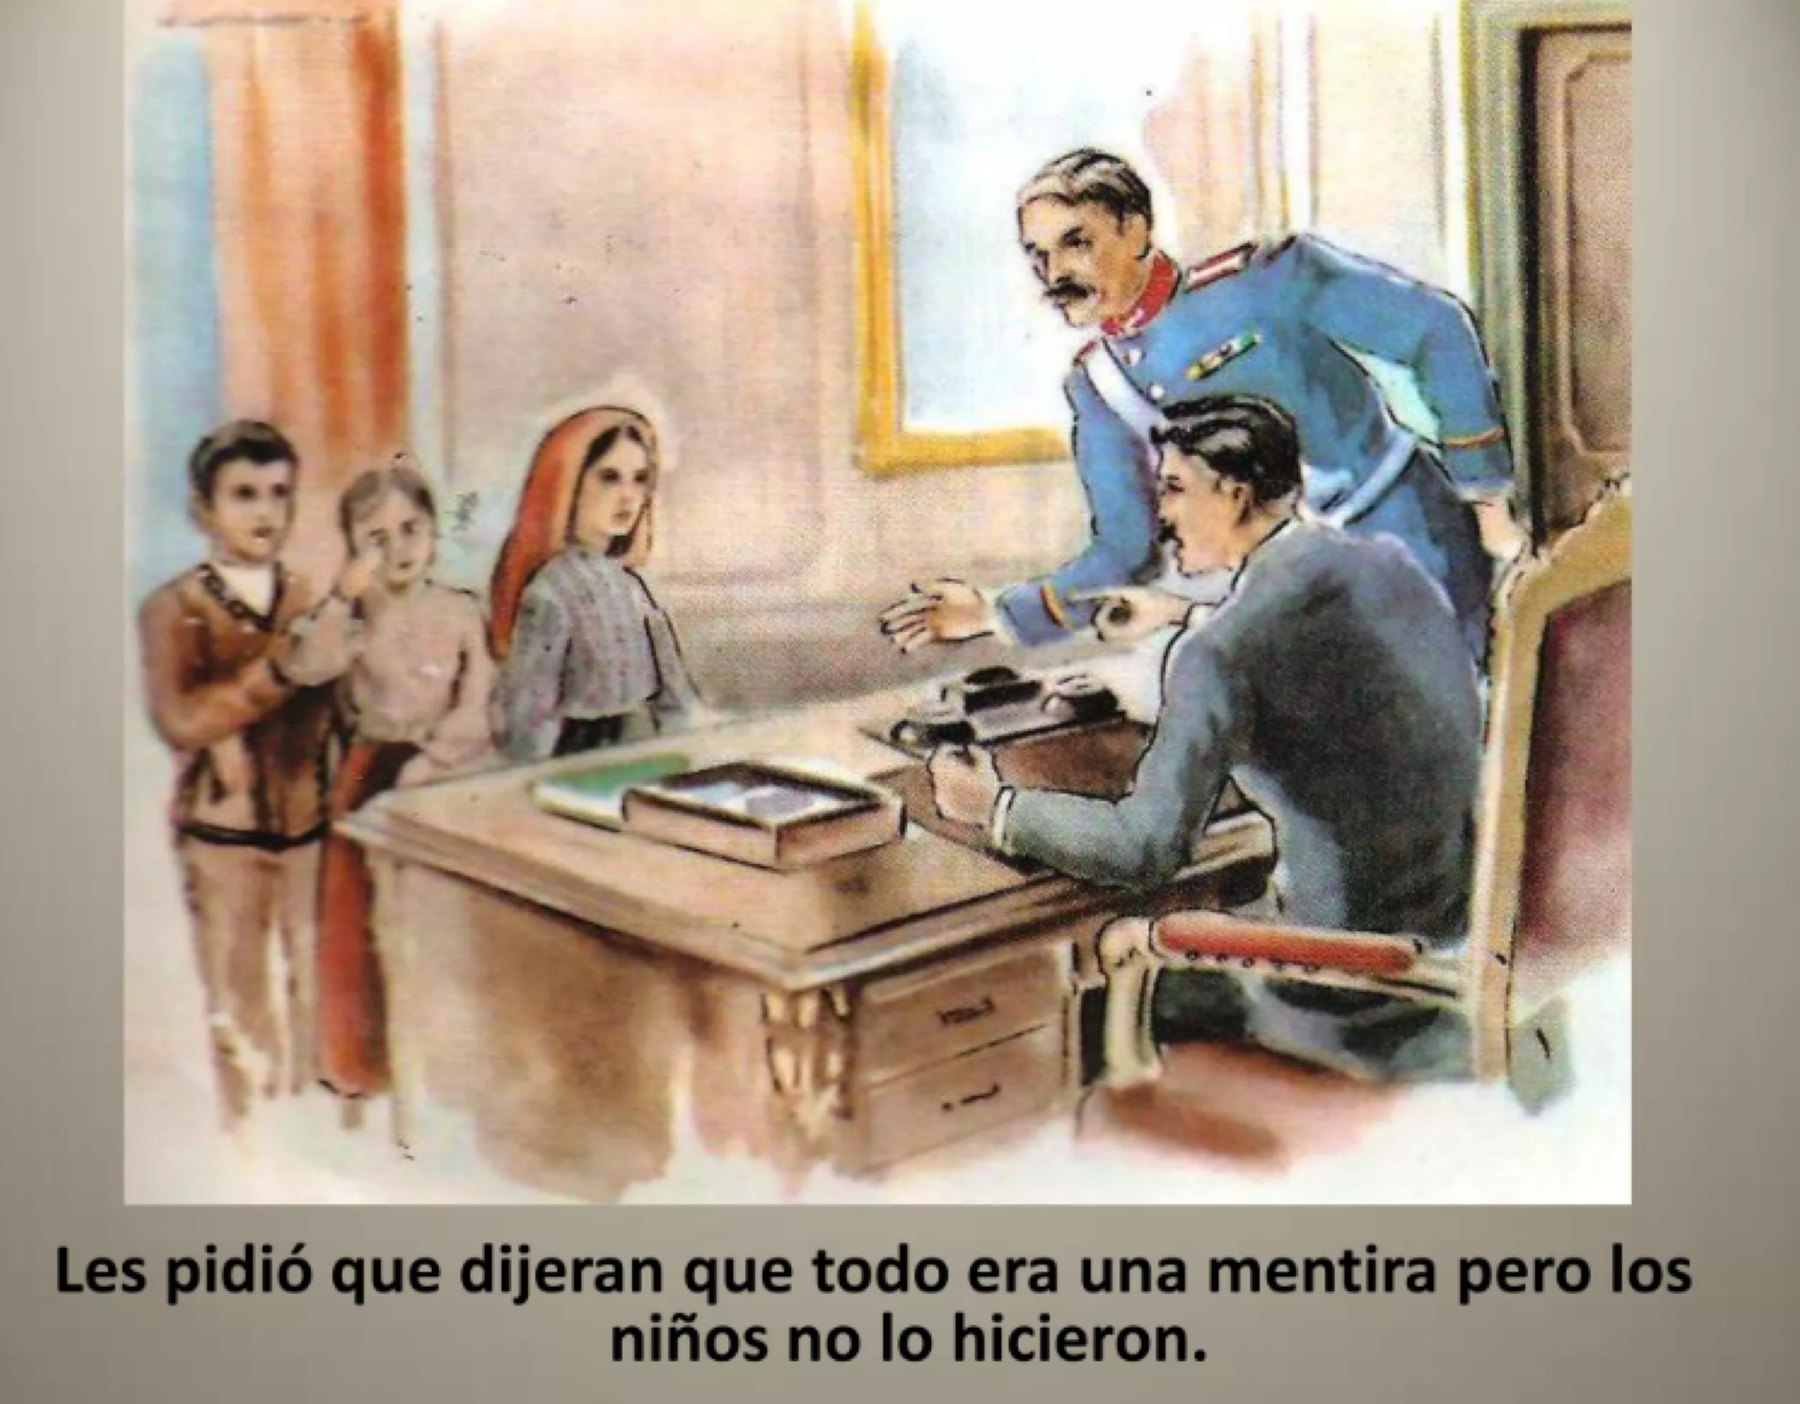 Les pidió que dijeran que todo era una mentira pero los
niños no lo hicieron.